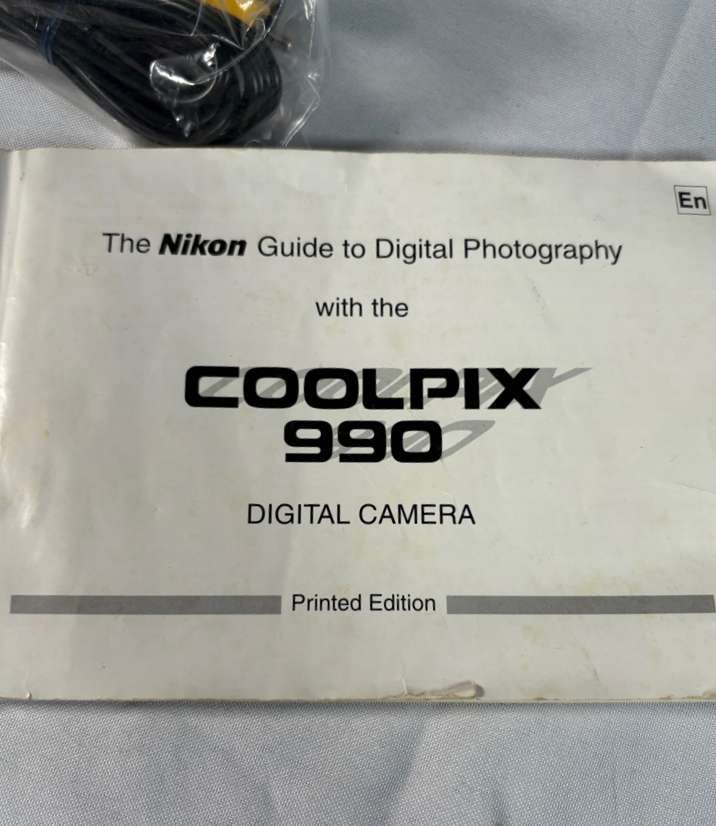 En
The Nikon Guide to Digital Photography
with the
COOLPIX
990
DIGITAL CAMERA
Printed Edition